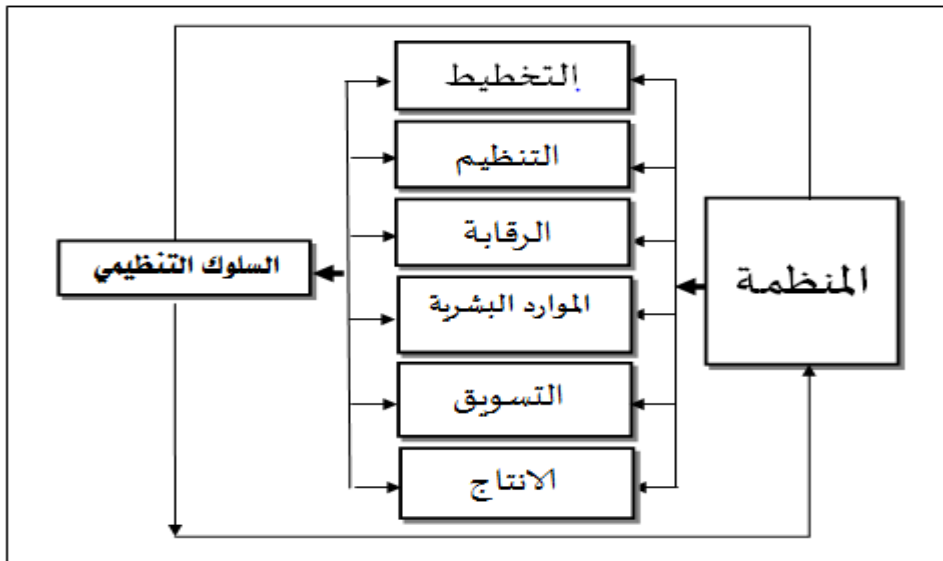 التخطيط
التنظيم
الرقابة
الموارد البشرية
التسويق
الانتاج
المنظمة
السلوك التنظيمي